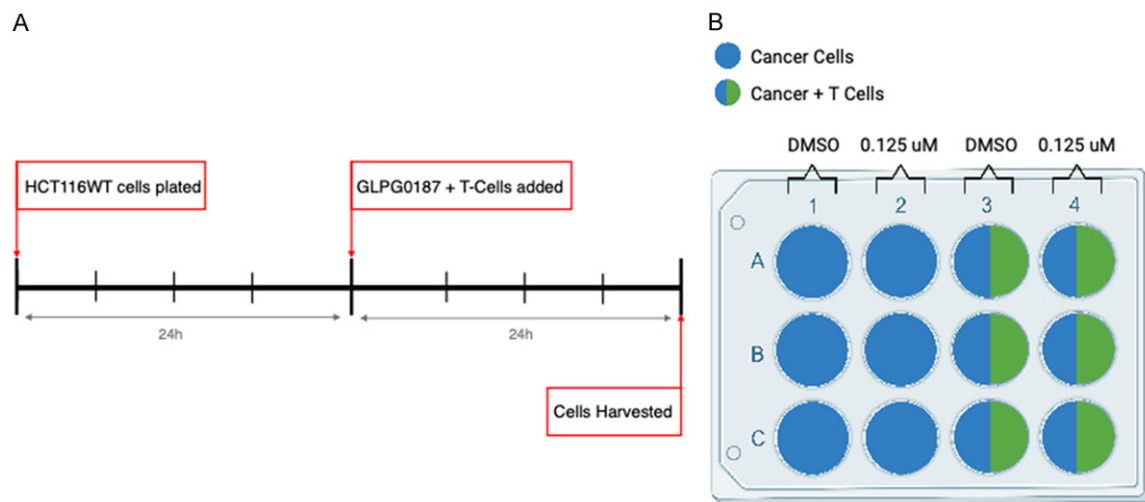 A
HCT116WT cells plated
GLPG0187 + T-Cells added
24h
24h
Cells Harvested
B
Cancer Cells
Cancer + T Cells
DMSO 0.125 uM DMSO 0.125 uM
1 2 3 4
A
B
C